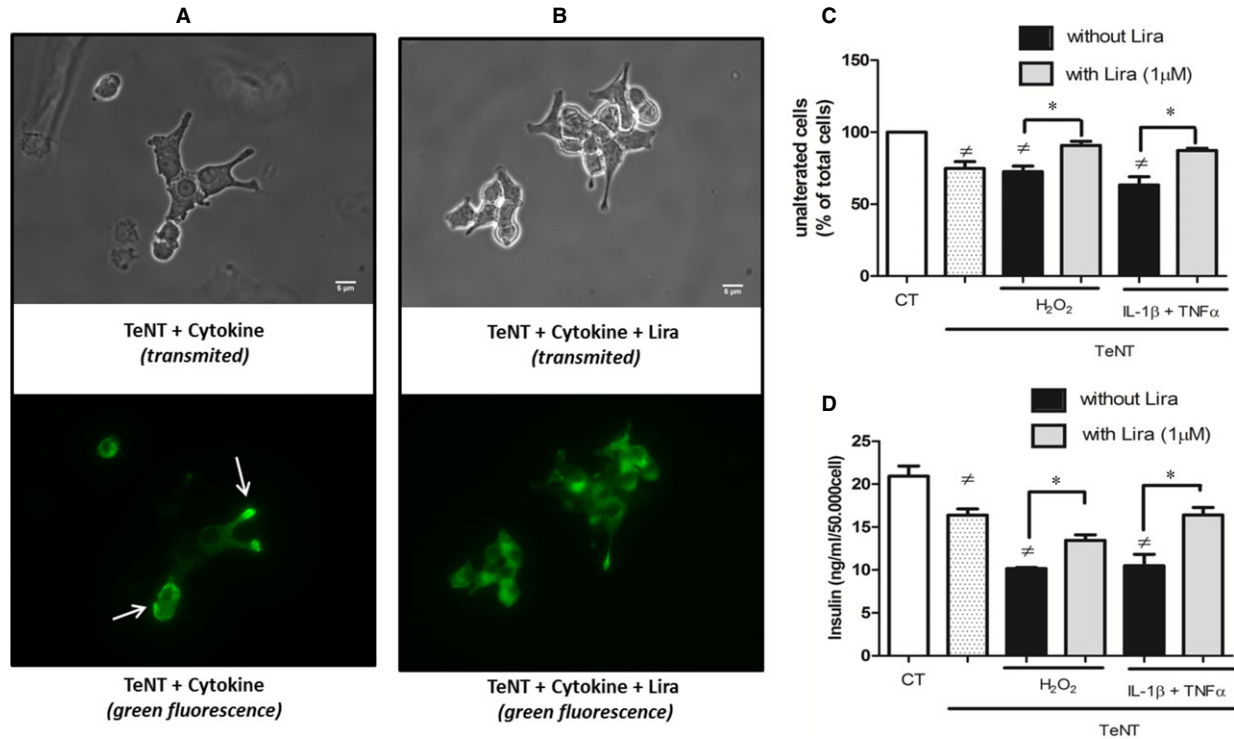 A
5 μm
TeNT + Cytokine
(transmited)
TeNT + Cytokine
(green fluorescence)
B
5 μm
TeNT + Cytokine + Lira
(transmited)
TeNT + Cytokine + Lira
(green fluorescence)
C
without Lira
with Lira (1μM)
unalterated cells
(% of total cells)
150
100
50
0
≠
≠
*
≠
*
CT
H₂O₂
IL-1β + TNFα
TeNT
D
without Lira
with Lira (1μM)
Insulin (ng/ml/50.000cell)
25
20
15
10
5
0
≠
≠
*
≠
*
CT
H₂O₂
IL-1β + TNFα
TeNT